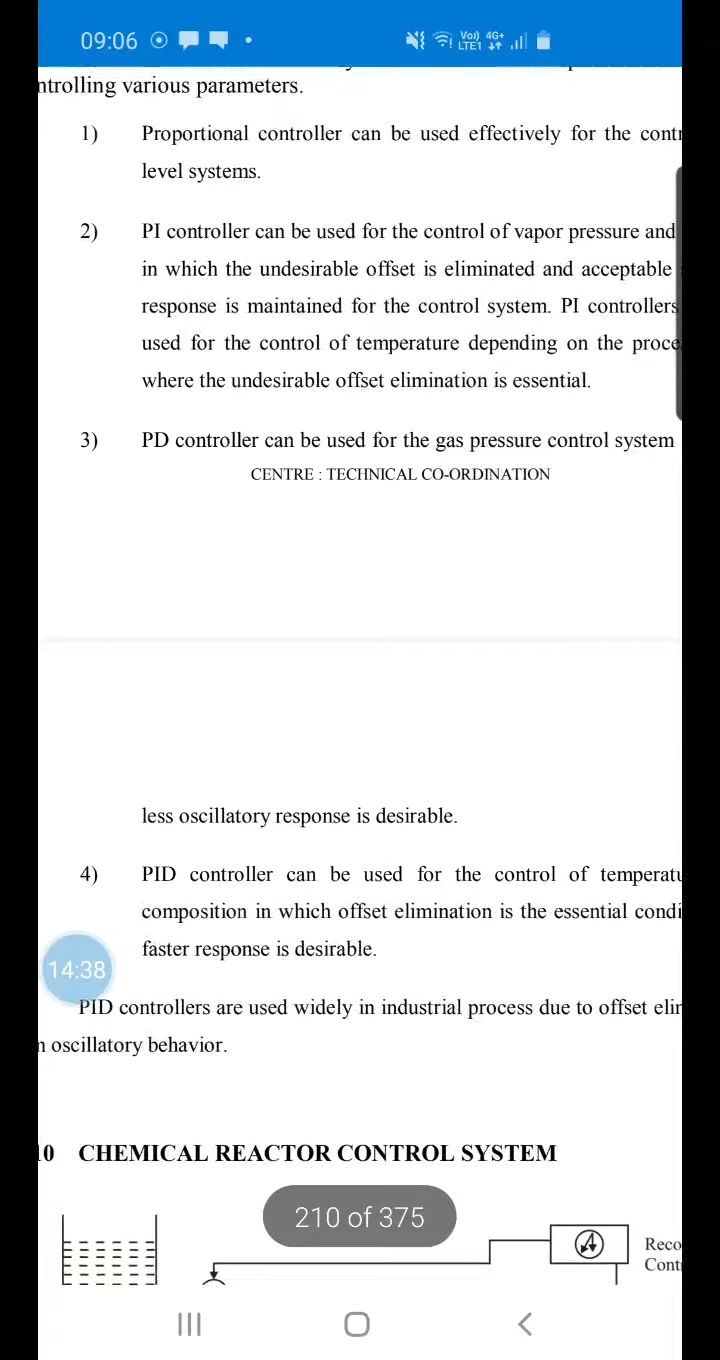 09:06
Vo)) 4G+
LTE1
ntrolling various parameters.
1) Proportional controller can be used effectively for the contr
level systems.
2) PI controller can be used for the control of vapor pressure and
in which the undesirable offset is eliminated and acceptable
response is maintained for the control system. PI controllers
used for the control of temperature depending on the proce
where the undesirable offset elimination is essential.
3) PD controller can be used for the gas pressure control system
CENTRE : TECHNICAL CO-ORDINATION
less oscillatory response is desirable.
4) PID controller can be used for the control of temperatu
composition in which offset elimination is the essential condi
faster response is desirable.
14:38
PID controllers are used widely in industrial process due to offset elim
n oscillatory behavior.
10 CHEMICAL REACTOR CONTROL SYSTEM
210 of 375
Reco
Contr